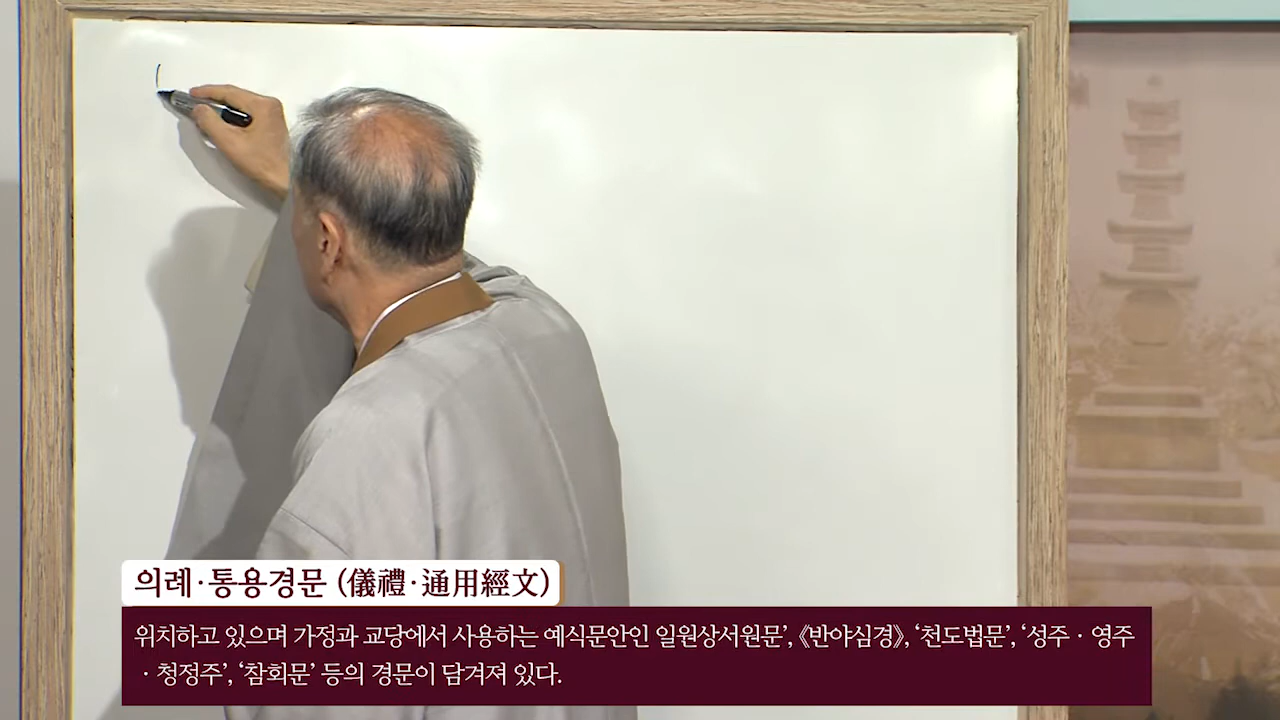 의례·통용경문 (儀禮·通用經文)
위치하고 있으며 가정과 교당에서 사용하는 예식문안인 일원상서원문’, 《반야심경》, ‘천도법문’, ‘성주 · 영주
· 청정주’, ‘참회문’ 등의 경문이 담겨져 있다.